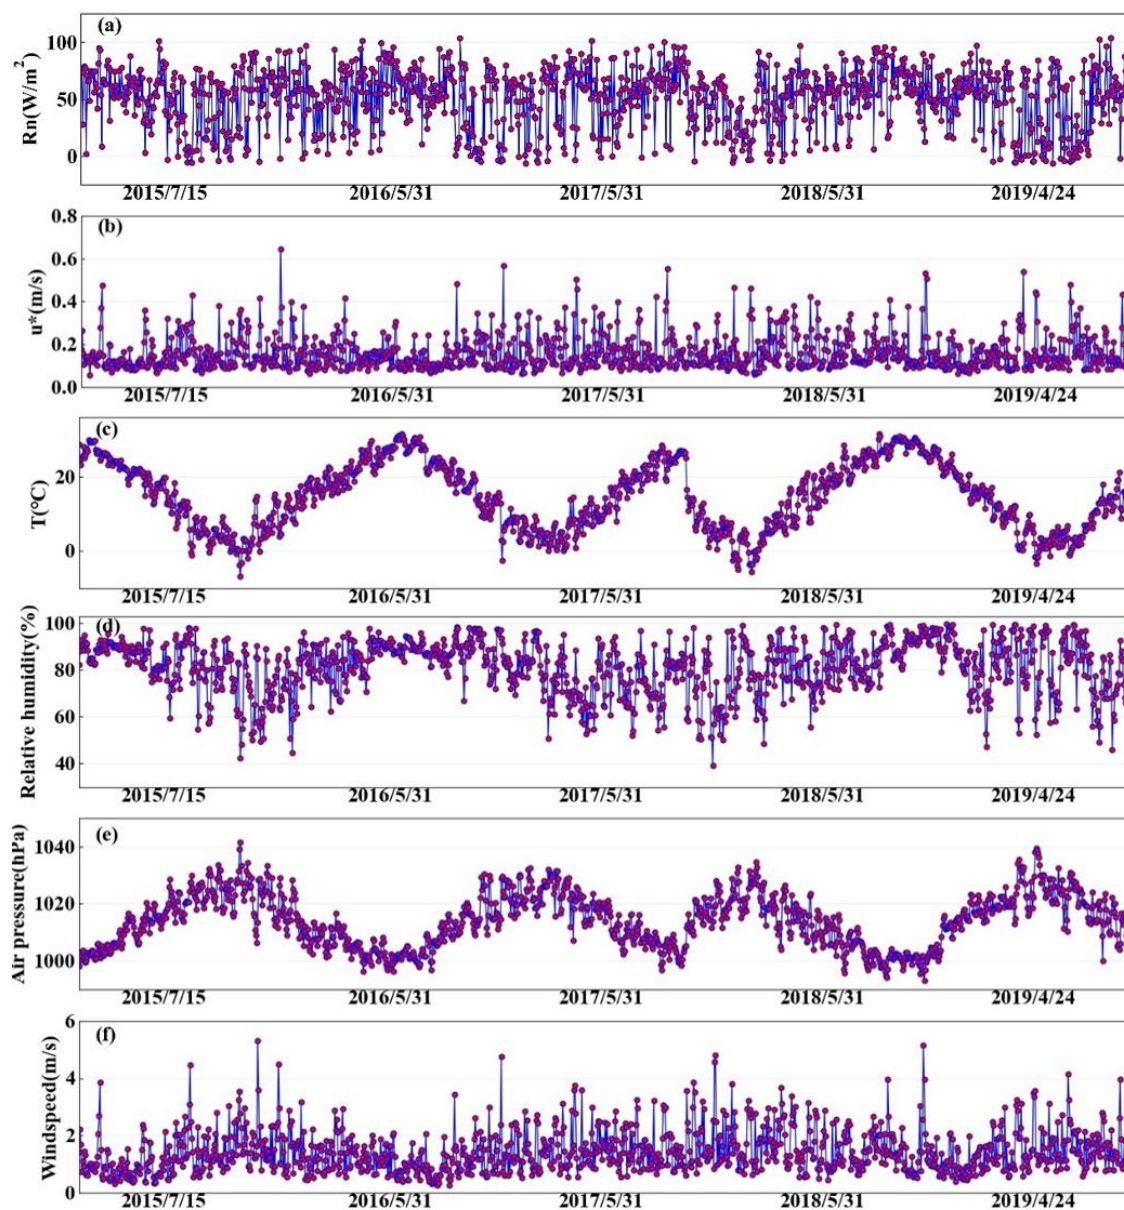 (a)
Rn(W/m²)
100
50
0
2015/7/15 2016/5/31 2017/5/31 2018/5/31 2019/4/24
(b)
u*(m/s)
0.8
0.6
0.4
0.2
0.0
2015/7/15 2016/5/31 2017/5/31 2018/5/31 2019/4/24
(c)
T(℃)
20
0
2015/7/15 2016/5/31 2017/5/31 2018/5/31 2019/4/24
(d)
Relative humidity(%)
100
80
60
40
2015/7/15 2016/5/31 2017/5/31 2018/5/31 2019/4/24
(e)
Air pressure(hPa)
1040
1020
1000
2015/7/15 2016/5/31 2017/5/31 2018/5/31 2019/4/24
(f)
Windspeed(m/s)
6
4
2
0
2015/7/15 2016/5/31 2017/5/31 2018/5/31 2019/4/24